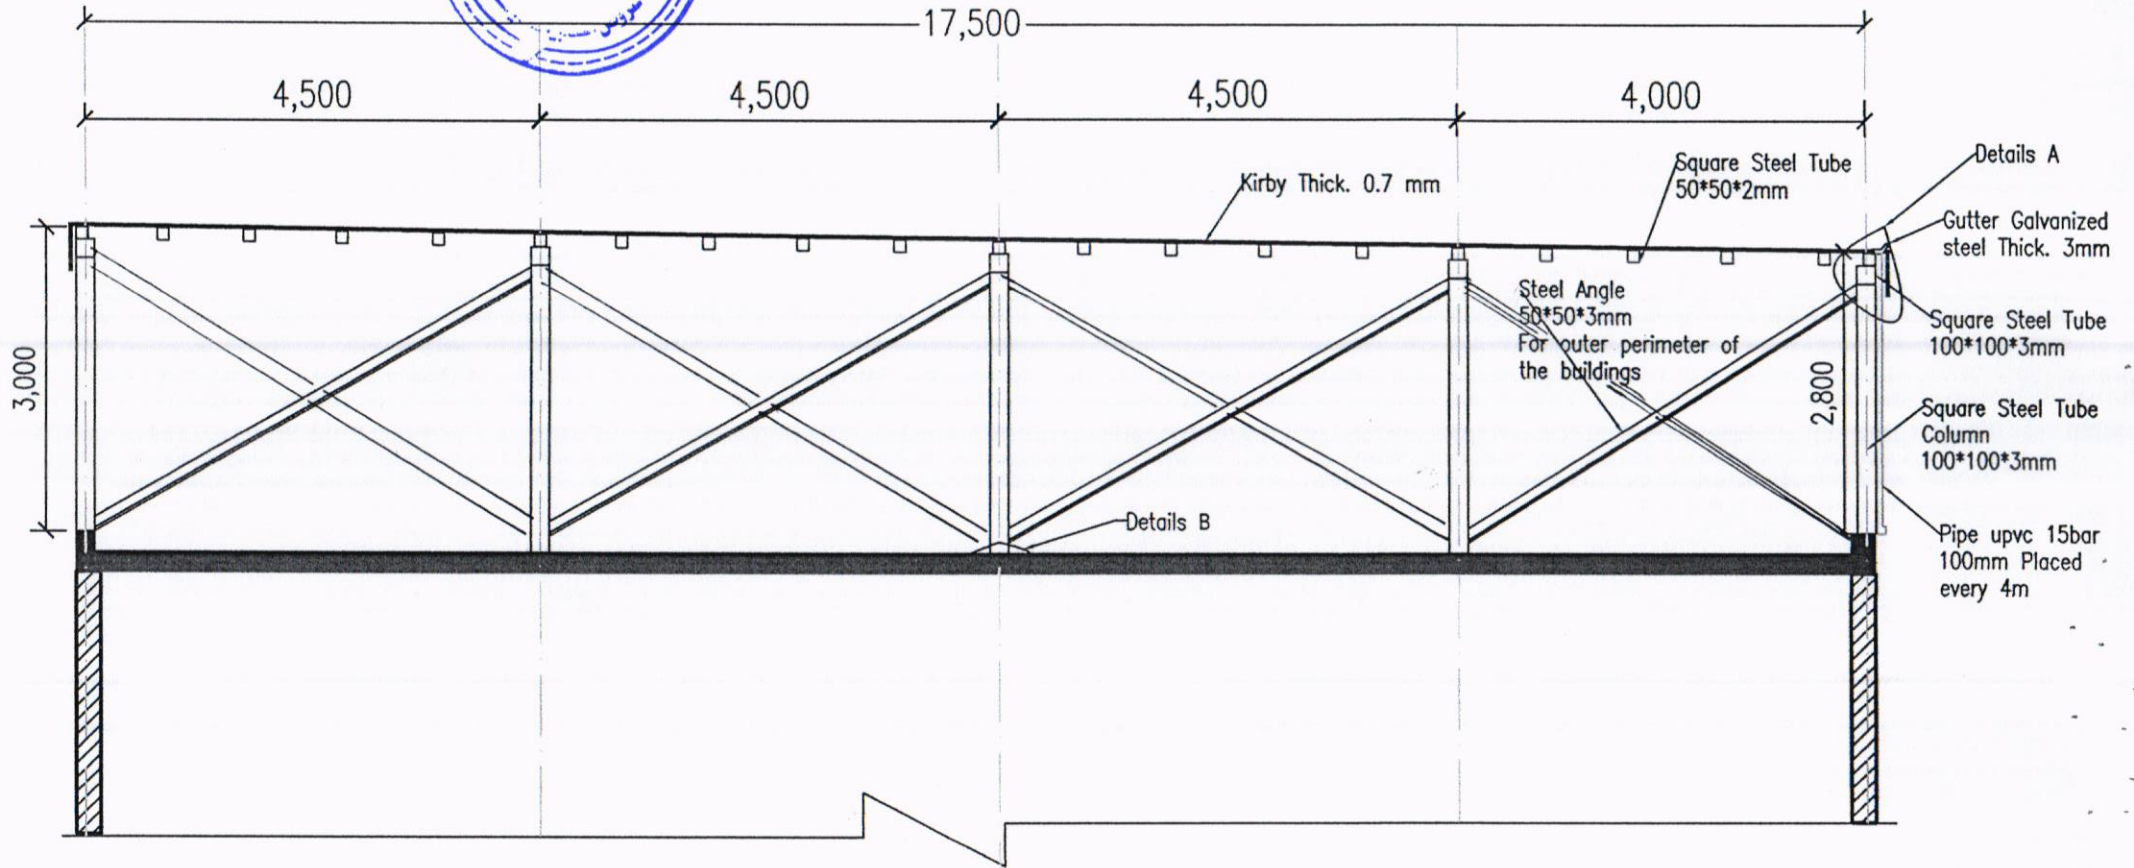 17,500
4,500
4,500
4,500
4,000
Details A
Square Steel Tube
50*50*2mm
Kirby Thick. 0.7 mm
Gutter Galvanized
steel Thick. 3mm
Steel Angle
50*50*3mm
For outer perimeter of
the buildings
Square Steel Tube
100*100*3mm
3,000
2,800
Square Steel Tube
Column
100*100*3mm
Details B
Pipe upvc 15bar
100mm Placed
every 4m